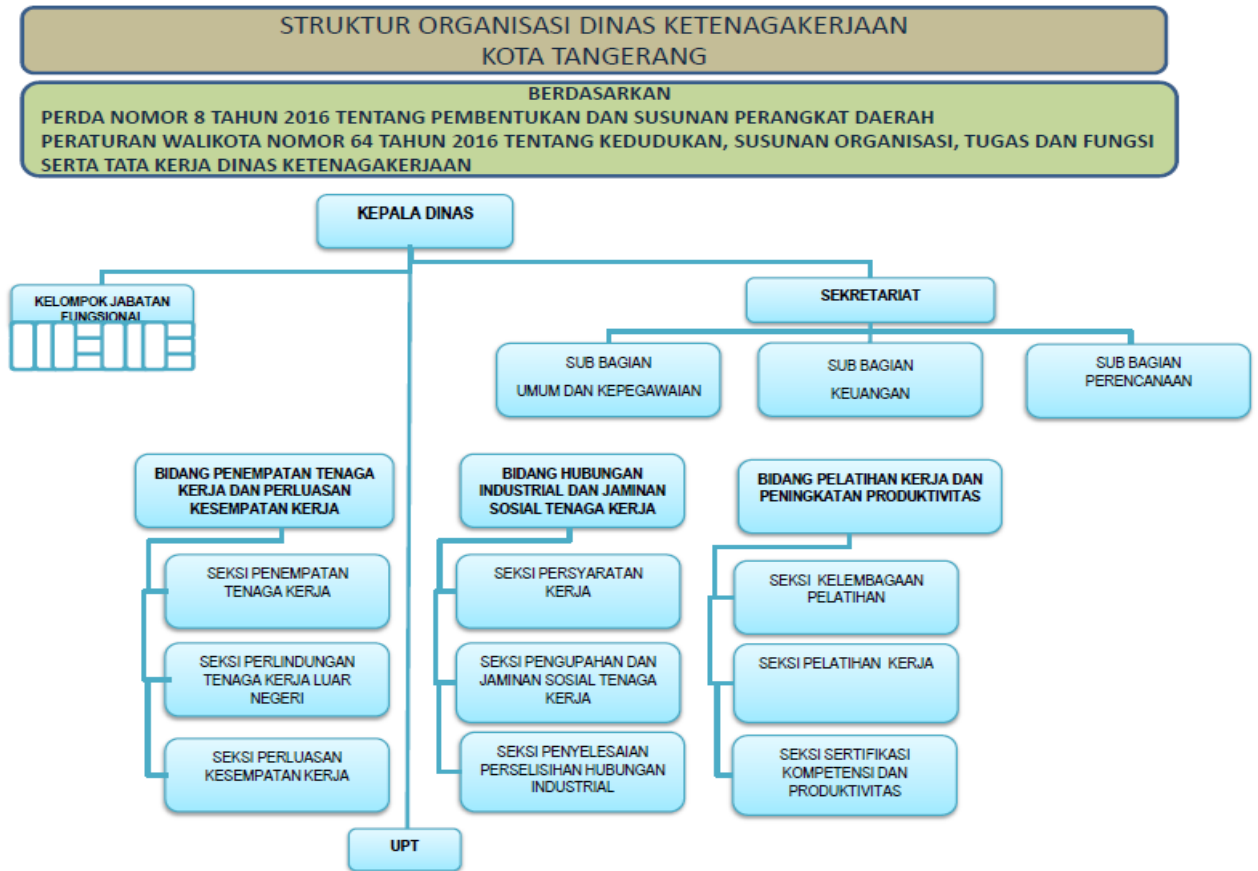 STRUKTUR ORGANISASI DINAS KETENAGAKERJAAN
KOTA TANGERANG
BERDASARKAN
PERDA NOMOR 8 TAHUN 2016 TENTANG PEMBENTUKAN DAN SUSUNAN PERANGKAT DAERAH
PERATURAN WALIKOTA NOMOR 64 TAHUN 2016 TENTANG KEDUDUKAN, SUSUNAN ORGANISASI, TUGAS DAN FUNGSI
SERTA TATA KERJA DINAS KETENAGAKERJAAN
KEPALA DINAS
KELOMPOK JABATAN
FUNGSIONAL
SEKRETARIAT
SUB BAGIAN
UMUM DAN KEPEGAWAIAN
SUB BAGIAN
KEUANGAN
SUB BAGIAN
PERENCANAAN
BIDANG PENEMPATAN TENAGA
KERJA DAN PERLUASAN
KESEMPATAN KERJA
SEKSI PENEMPATAN
TENAGA KERJA
SEKSI PERLINDUNGAN
TENAGA KERJA LUAR
NEGERI
SEKSI PERLUASAN
KESEMPATAN KERJA
BIDANG HUBUNGAN
INDUSTRIAL DAN JAMINAN
SOSIAL TENAGA KERJA
SEKSI PERSYARATAN
KERJA
SEKSI PENGUPAHAN DAN
JAMINAN SOSIAL TENAGA
KERJA
SEKSI PENYELESAIAN
PERSELISIHAN HUBUNGAN
INDUSTRIAL
BIDANG PELATIHAN KERJA DAN
PENINGKATAN PRODUKTIVITAS
SEKSI KELEMBAGAAN
PELATIHAN
SEKSI PELATIHAN KERJA
SEKSI SERTIFIKASI
KOMPETENSI DAN
PRODUKTIVITAS
UPT